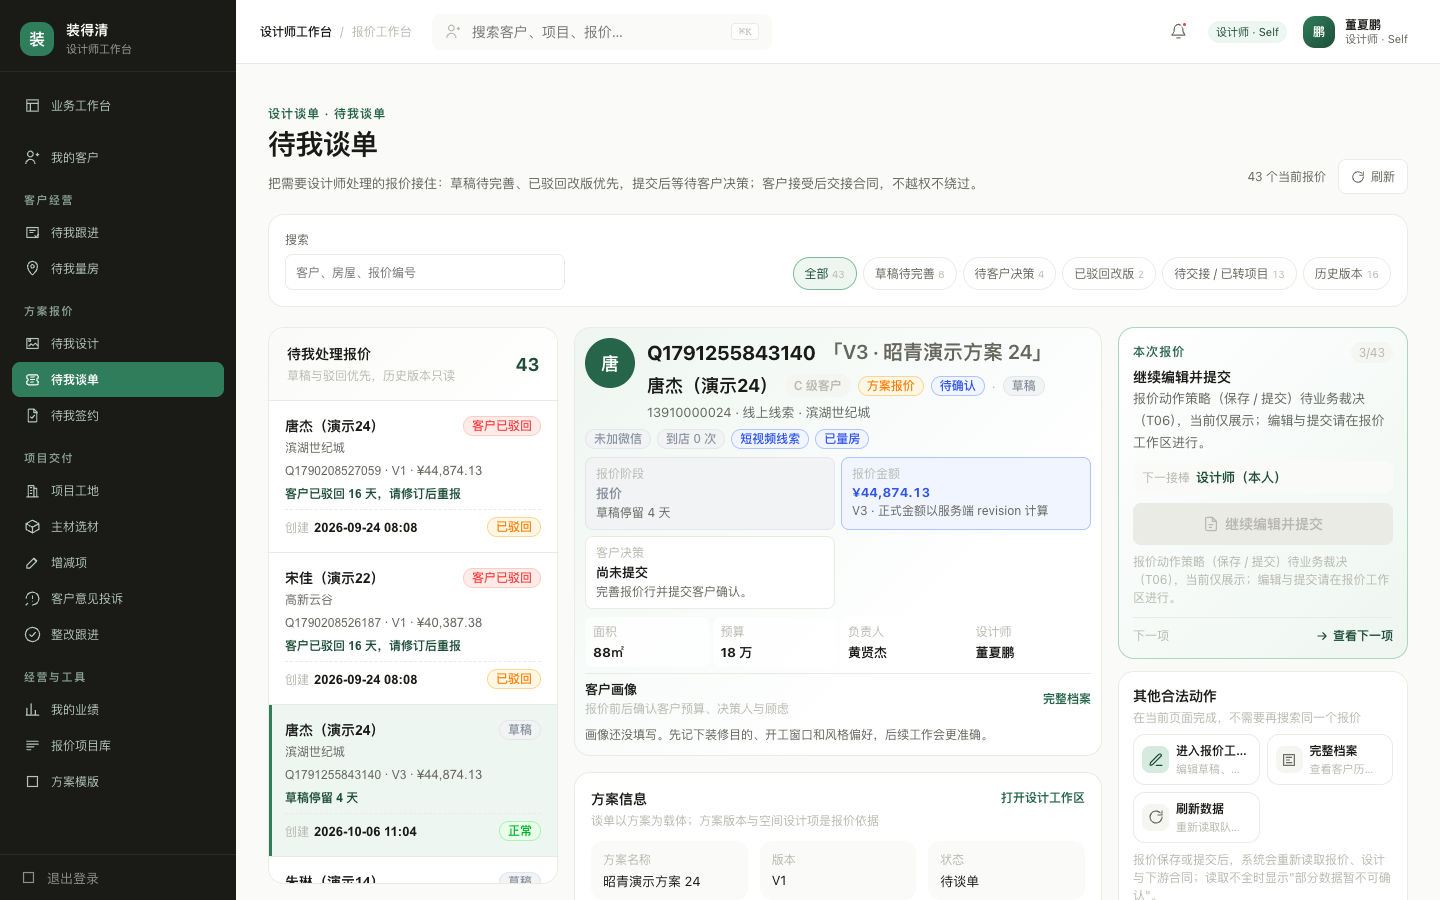 装
装得清
设计师工作台
业务工作台
我的客户
客户经营
待我跟进
待我量房
方案报价
待我设计
待我谈单
待我签约
项目交付
项目工地
主材选材
增减项
客户意见投诉
整改跟进
经营与工具
我的业绩
报价项目库
方案模版
退出登录
设计师工作台 / 报价工作台
搜索客户、项目、报价... ⌘K
设计师 · Self
鹏
董夏鹏
设计师 · Self
设计谈单 · 待我谈单
待我谈单
把需要设计师处理的报价接住：草稿待完善、已驳回改版优先，提交后等待客户决策；客户接受后交接合同，不越权不绕过。
43 个当前报价
刷新
搜索
客户、房屋、报价编号
全部 43
草稿待完善 8
待客户决策 4
已驳回改版 2
待交接 / 已转项目 13
历史版本 16
待我处理报价
草稿与驳回优先，历史版本只读
43
唐杰（演示24） 客户已驳回
滨湖世纪城
Q1790208527059 · V1 · ¥44,874.13
客户已驳回 16 天，请修订后重报
创建 2026-09-24 08:08 已驳回
宋佳（演示22） 客户已驳回
高新云谷
Q1790208526187 · V1 · ¥40,387.38
客户已驳回 16 天，请修订后重报
创建 2026-09-24 08:08 已驳回
唐杰（演示24） 草稿
滨湖世纪城
Q1791255843140 · V3 · ¥44,874.13
草稿停留 4 天
创建 2026-10-06 11:04 正常
朱琳（演示14） 草稿
唐
Q1791255843140 「V3 · 昭青演示方案 24」
唐杰（演示24） C 级客户 方案报价 待确认 · 草稿
13910000024 · 线上线索 · 滨湖世纪城
未加微信 到店 0 次 短视频线索 已量房
报价阶段
报价
草稿停留 4 天
报价金额
¥44,874.13
V3 · 正式金额以服务端 revision 计算
客户决策
尚未提交
完善报价行并提交客户确认。
面积
88㎡
预算
18 万
负责人
黄贤杰
设计师
董夏鹏
客户画像
报价前后确认客户预算、决策人与顾虑
完整档案
画像还没填写。先记下装修目的、开工窗口和风格偏好，后续工作会更准确。
方案信息
打开设计工作区
谈单以方案为载体；方案版本与空间设计项是报价依据
方案名称
昭青演示方案 24
版本
V1
状态
待谈单
本次报价 3/43
继续编辑并提交
报价动作策略（保存 / 提交）待业务裁决
（T06），当前仅展示；编辑与提交请在报价
工作区进行。
下一接棒 设计师（本人）
继续编辑并提交
报价动作策略（保存 / 提交）待业务裁决
（T06），当前仅展示；编辑与提交请在报价工作
区进行。
下一项 → 查看下一项
其他合法动作
在当前页面完成，不需要再搜索同一个报价
进入报价工...
编辑草稿、...
完整档案
查看客户历...
刷新数据
重新读取队...
报价保存或提交后，系统会重新读取报价、设计
与下游合同；读取不全时显示"部分数据暂不可确
认"。